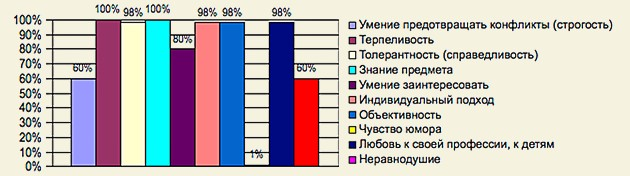 100% 100% 98% 98% 98%
98%
80%
60% 60%
1%
100%
90%
80%
70%
60%
50%
40%
30%
20%
10%
0%
Умение предотвращать конфликты (строгость)
Терпеливость
Толерантность (справедливость)
Знание предмета
Умение заинтересовать
Индивидуальный подход
Объективность
Чувство юмора
Любовь к своей профессии, к детям
Неравнодушие